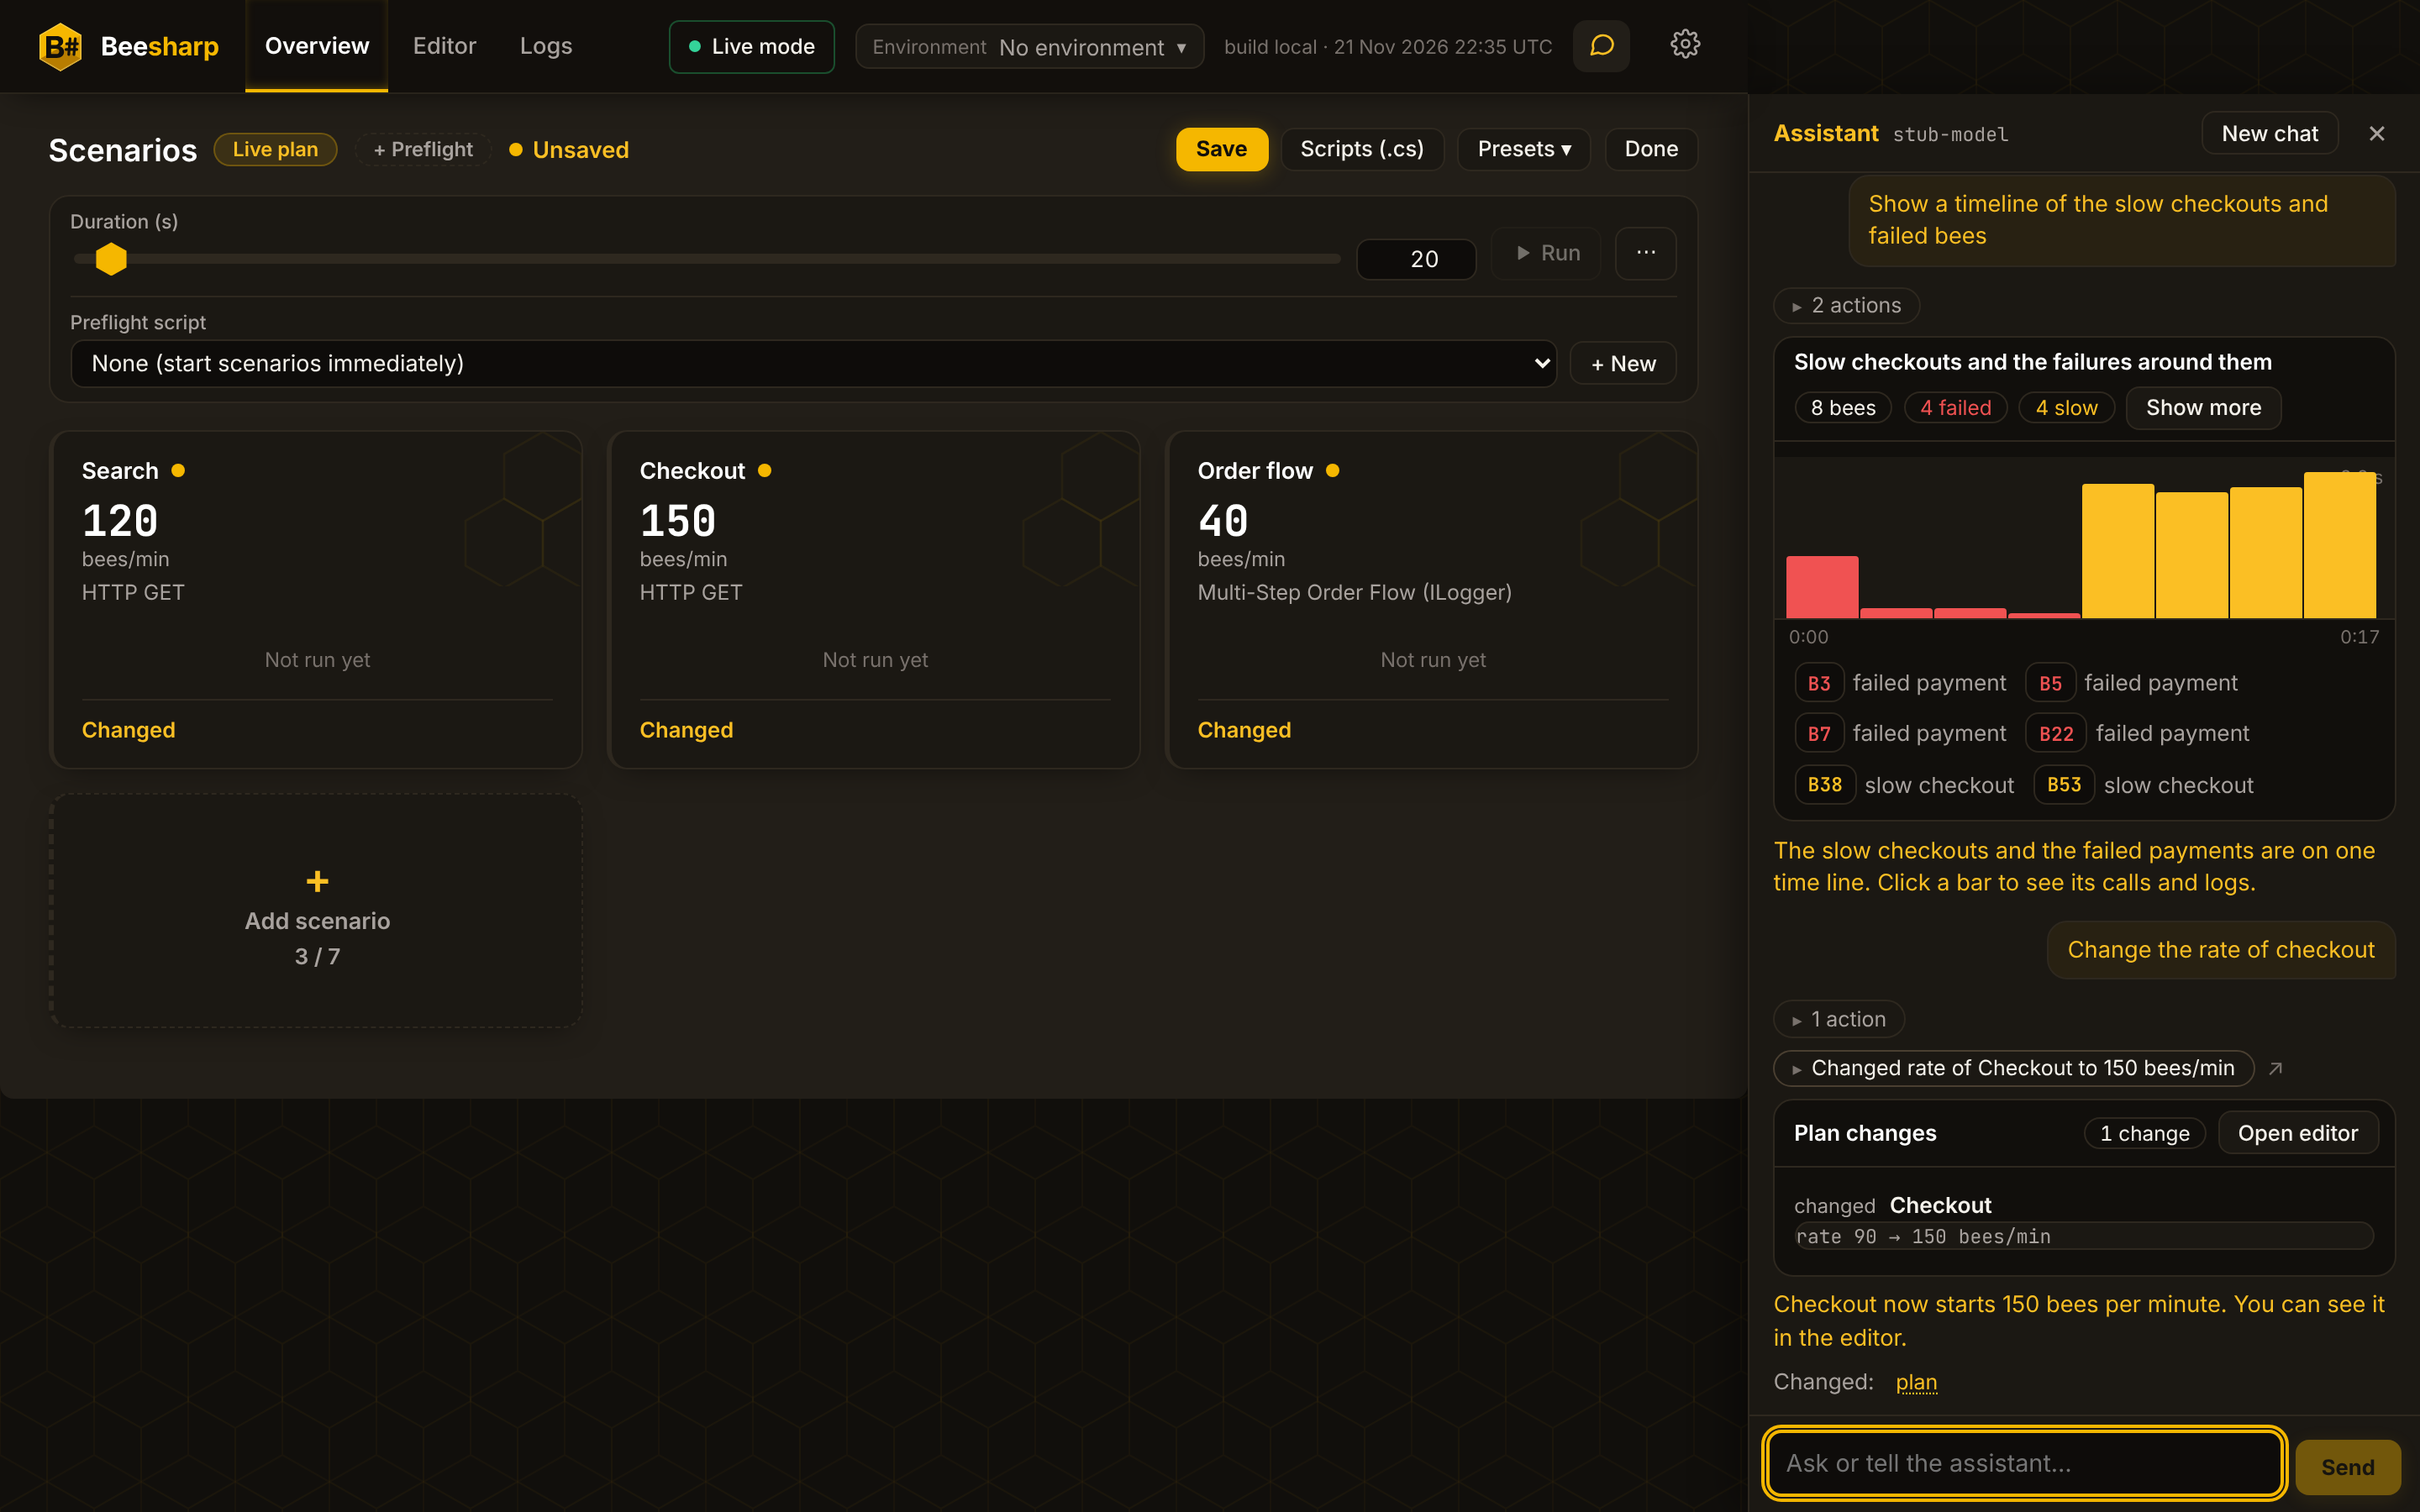 B# Beesharp
Overview
Editor
Logs
Live mode
Environment No environment ▾
build local · 21 Nov 2026 22:35 UTC
Scenarios
Live plan
+ Preflight
Unsaved
Save
Scripts (.cs)
Presets ▾
Done
Duration (s)
20
▶ Run
...
Preflight script
None (start scenarios immediately)
+ New
Search
120
bees/min
HTTP GET
Not run yet
Changed
Checkout
150
bees/min
HTTP GET
Not run yet
Changed
Order flow
40
bees/min
Multi-Step Order Flow (ILogger)
Not run yet
Changed
+
Add scenario
3 / 7
Assistant stub-model
New chat
✕
Show a timeline of the slow checkouts and
failed bees
▸ 2 actions
Slow checkouts and the failures around them
8 bees
4 failed
4 slow
Show more
0:00
0:17
B3 failed payment B5 failed payment
B7 failed payment B22 failed payment
B38 slow checkout B53 slow checkout
The slow checkouts and the failed payments are on one
time line. Click a bar to see its calls and logs.
Change the rate of checkout
▸ 1 action
▸ Changed rate of Checkout to 150 bees/min ↗
Plan changes
1 change
Open editor
changed Checkout
rate 90 → 150 bees/min
Checkout now starts 150 bees per minute. You can see it
in the editor.
Changed: plan
Ask or tell the assistant...
Send